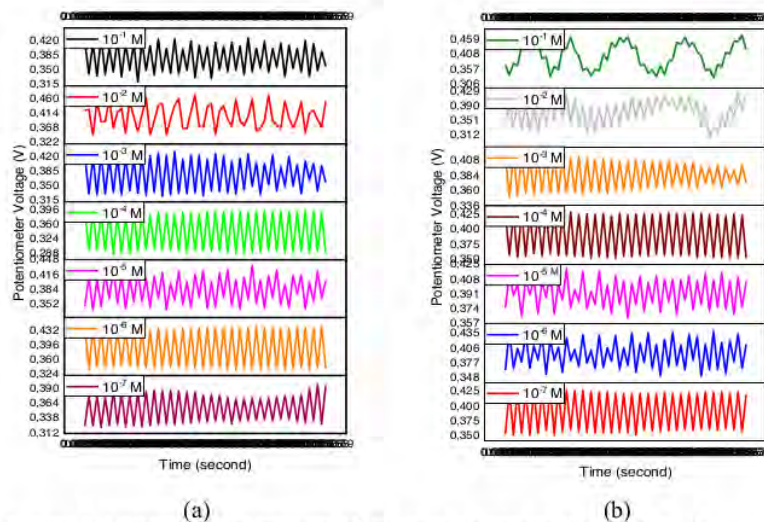 10-1 M
0,420
0,385
0,350
0,315
10-2 M
0,460
0,414
0,368
0,322
10-3 M
0,420
0,385
0,350
0,315
10-4 M
0,396
0,360
0,324
10-5 M
0,416
0,384
0,352
10-6 M
0,432
0,396
0,360
0,324
10-7 M
0,390
0,364
0,338
0,312
Potentiometer Voltage (V)
Time (second)
(a)
10-1 M
0,459
0,408
0,357
0,306
10-2 M
0,390
0,351
0,312
10-3 M
0,408
0,384
0,360
0,336
10-4 M
0,425
0,400
0,375
0,350
10-5 M
0,408
0,391
0,374
0,357
10-6 M
0,435
0,406
0,377
0,348
10-7 M
0,425
0,400
0,375
0,350
Potentiometer Voltage (V)
Time (second)
(b)